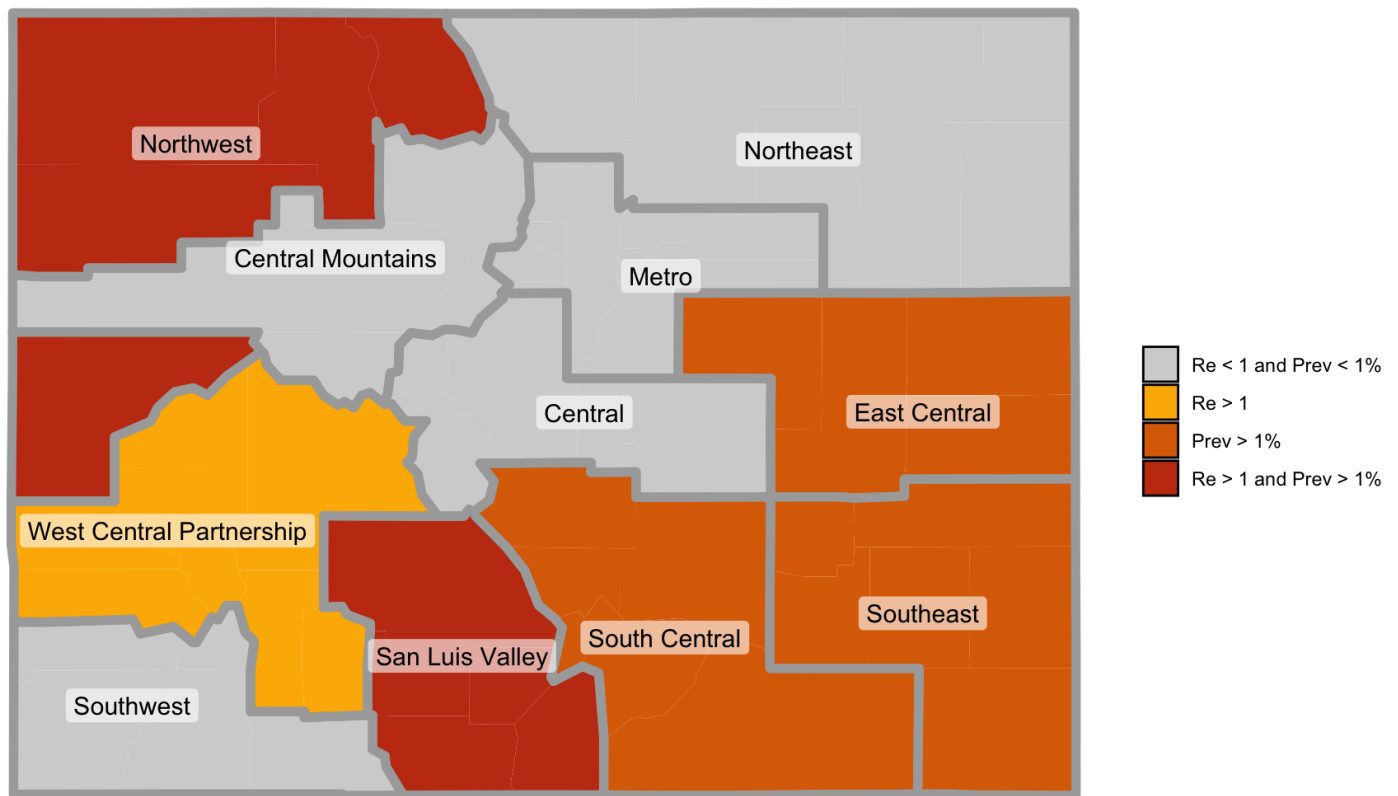 Northwest
Northeast
Central Mountains
Metro
Re < 1 and Prev < 1%
Re > 1
Prev > 1%
Re > 1 and Prev > 1%
Central
East Central
West Central Partnership
Southeast
South Central
San Luis Valley
Southwest